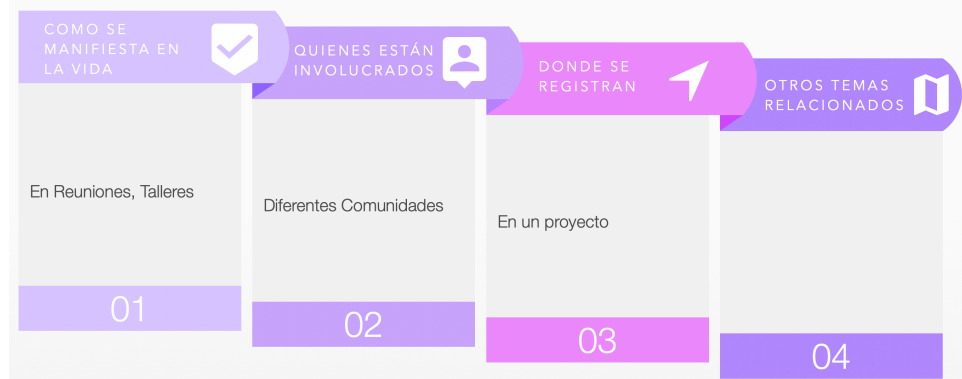 COMO SE
MANIFIESTA EN
LA VIDA
En Reuniones, Talleres
01
QUIENES ESTÁN
INVOLUCRADOS
Diferentes Comunidades
02
DONDE SE
REGISTRAN
En un proyecto
03
OTROS TEMAS
RELACIONADOS
04